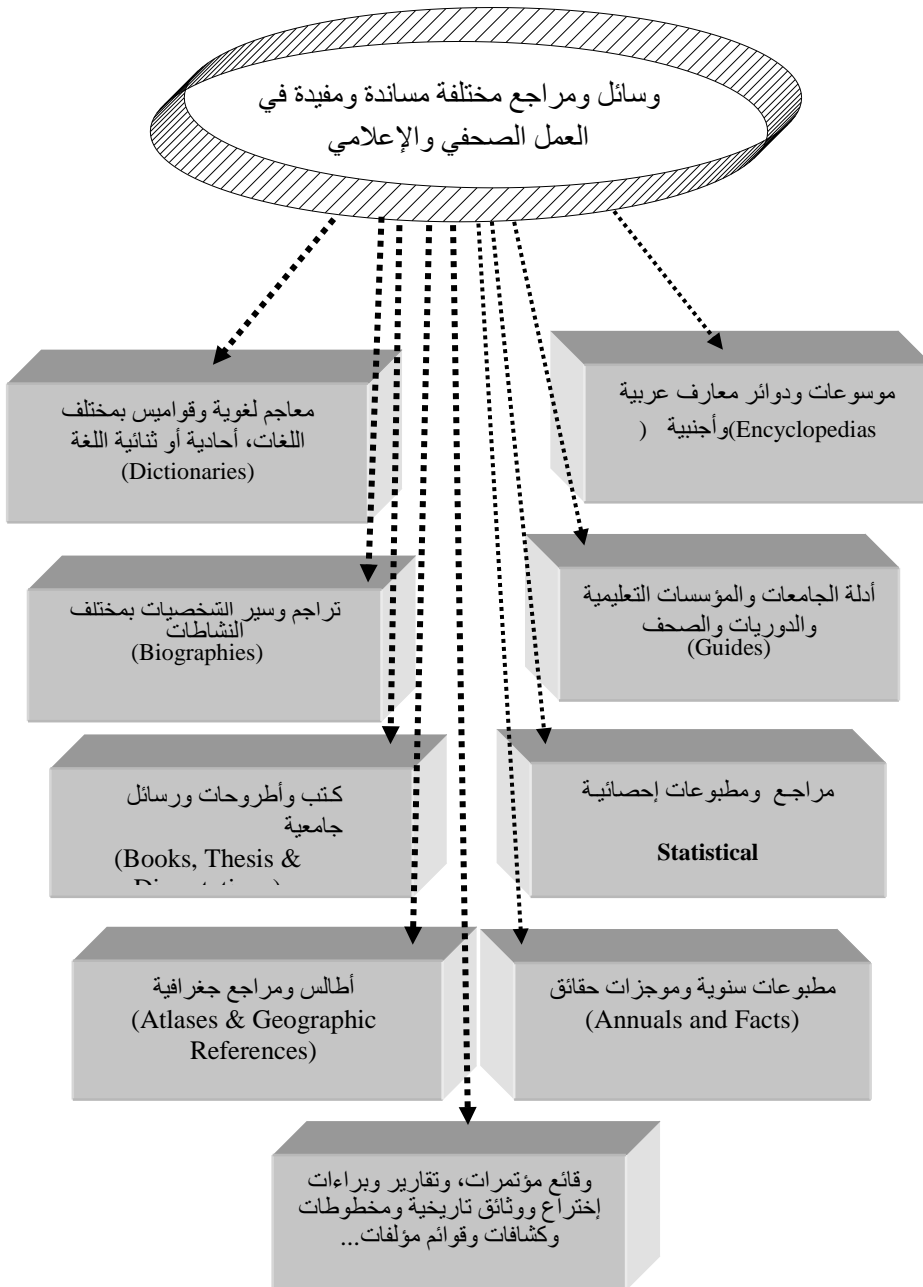 وسائل ومراجع مختلفة مساندة ومفيدة في
العمل الصحفي والإعلامي
موسوعات ودوائر معارف عربية
وأجنبية (Encyclopedias)
معاجم لغوية وقواميس بمختلف
اللغات، أحادية أو ثنائية اللغة
(Dictionaries)
أدلة الجامعات والمؤسسات التعليمية
والدوريات والصحف
(Guides)
تراجم وسير الشخصيات بمختلف
النشاطات
(Biographies)
مراجع ومطبوعات إحصائية
Statistical
كتب وأطروحات ورسائل
جامعية
(Books, Thesis &
مطبوعات سنوية وموجزات حقائق
(Annuals and Facts)
أطالس ومراجع جغرافية
(Atlases & Geographic
References)
وقائع مؤتمرات، وتقارير وبراءات
إختراع ووثائق تاريخية ومخطوطات
وكشافات وقوائم مؤلفات...